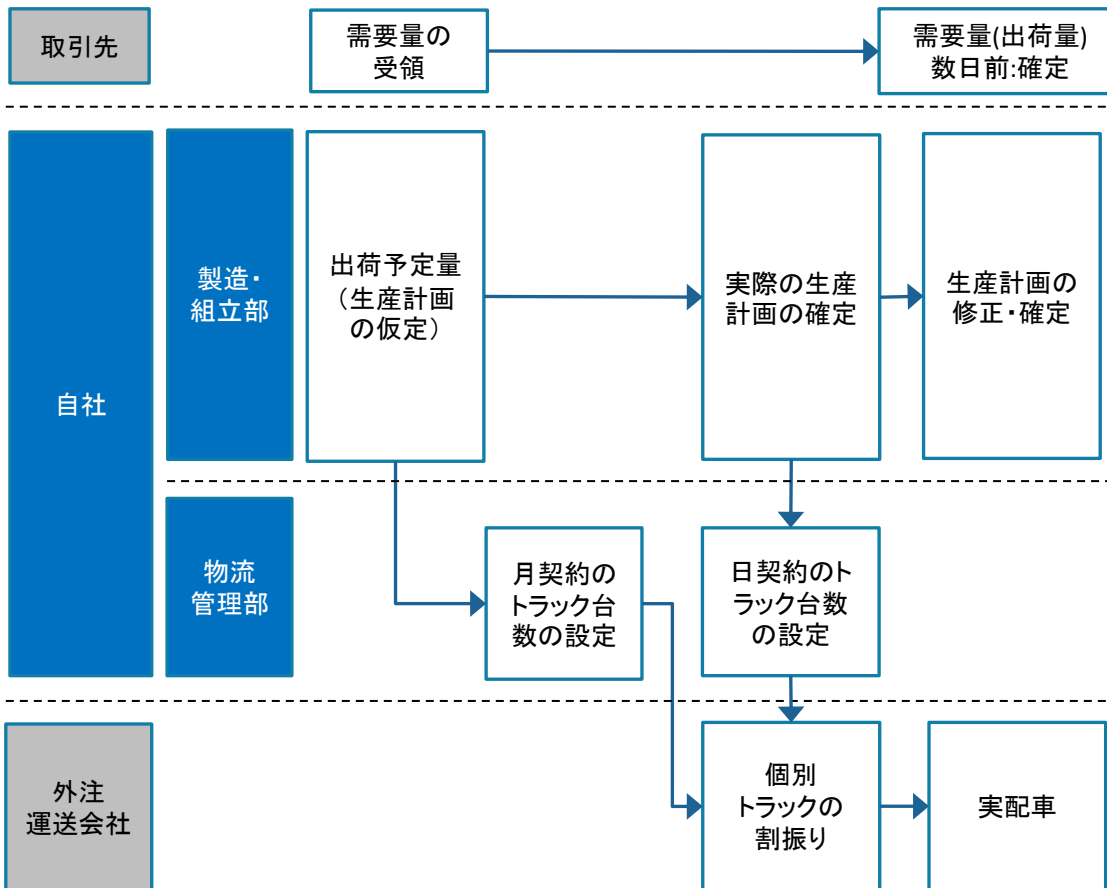 取引先
需要量の
受領
需要量(出荷量)
数日前:確定
自社
製造・
組立部
出荷予定量
（生産計画
の仮定）
実際の生産
計画の確定
生産計画の
修正・確定
物流
管理部
月契約の
トラック台
数の設定
日契約のト
ラック台数
の設定
外注
運送会社
個別
トラックの
割振り
実配車